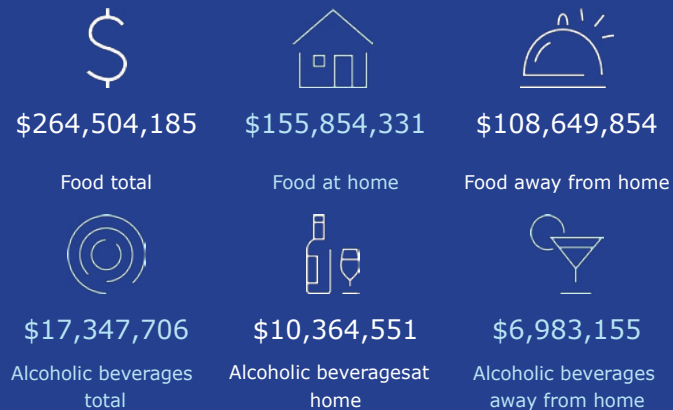 $264,504,185
$155,854,331
$108,649,854
Food total
Food at home
Food away from home
$17,347,706
$10,364,551
$6,983,155
Alcoholic beverages
total
Alcoholic beveragesat
home
Alcoholic beverages
away from home